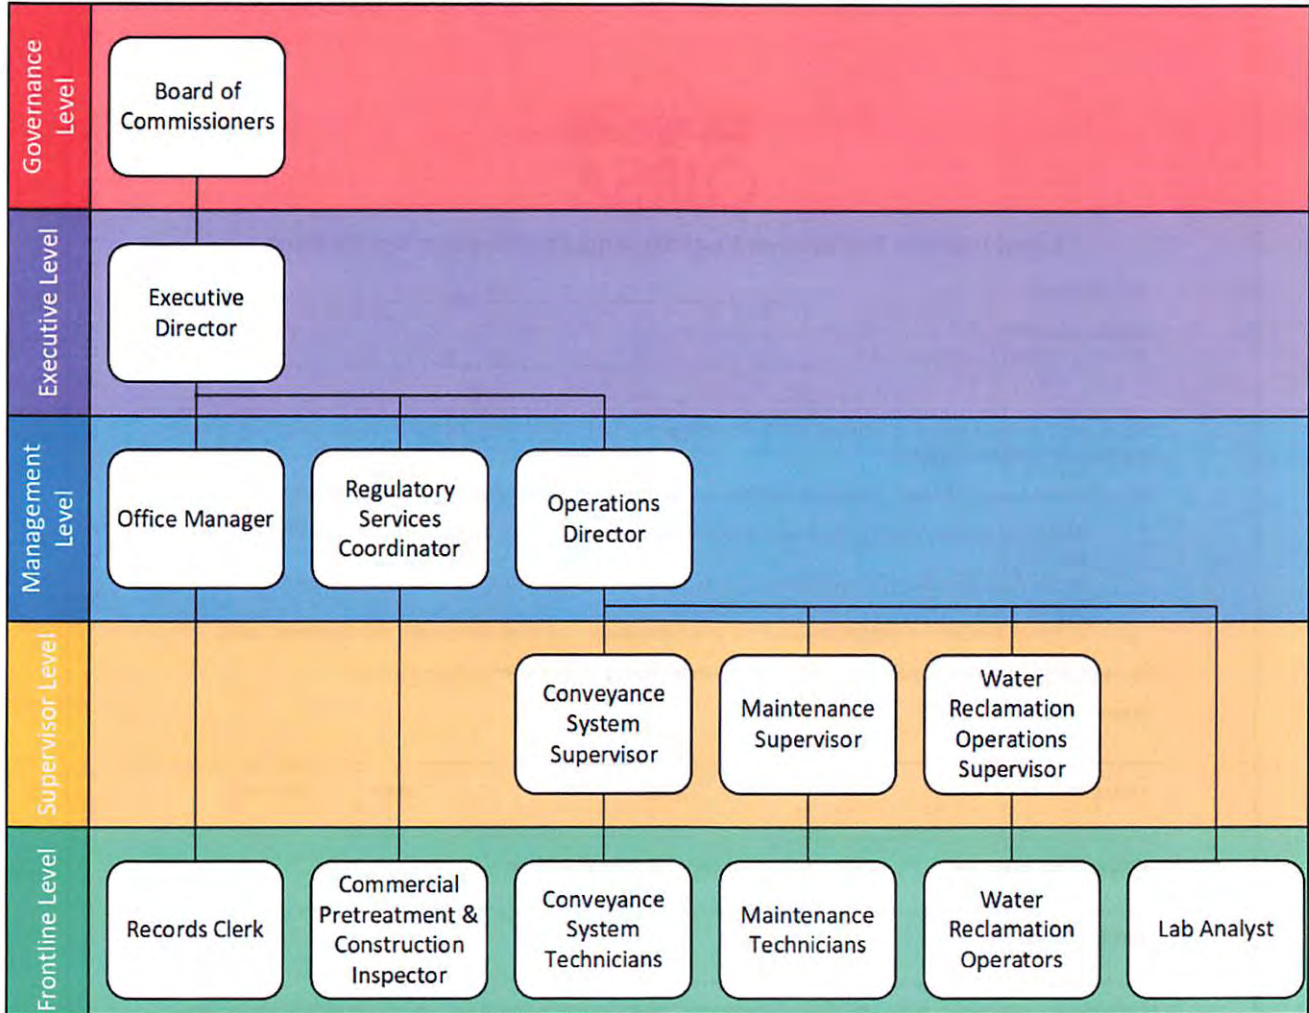 Governance
Level
Board of
Commissioners
Executive Level
Executive
Director
Management
Level
Office Manager
Regulatory
Services
Coordinator
Operations
Director
Supervisor Level
Conveyance
System
Supervisor
Maintenance
Supervisor
Water
Reclamation
Operations
Supervisor
Frontline Level
Records Clerk
Commercial
Pretreatment &
Construction
Inspector
Conveyance
System
Technicians
Maintenance
Technicians
Water
Reclamation
Operators
Lab Analyst